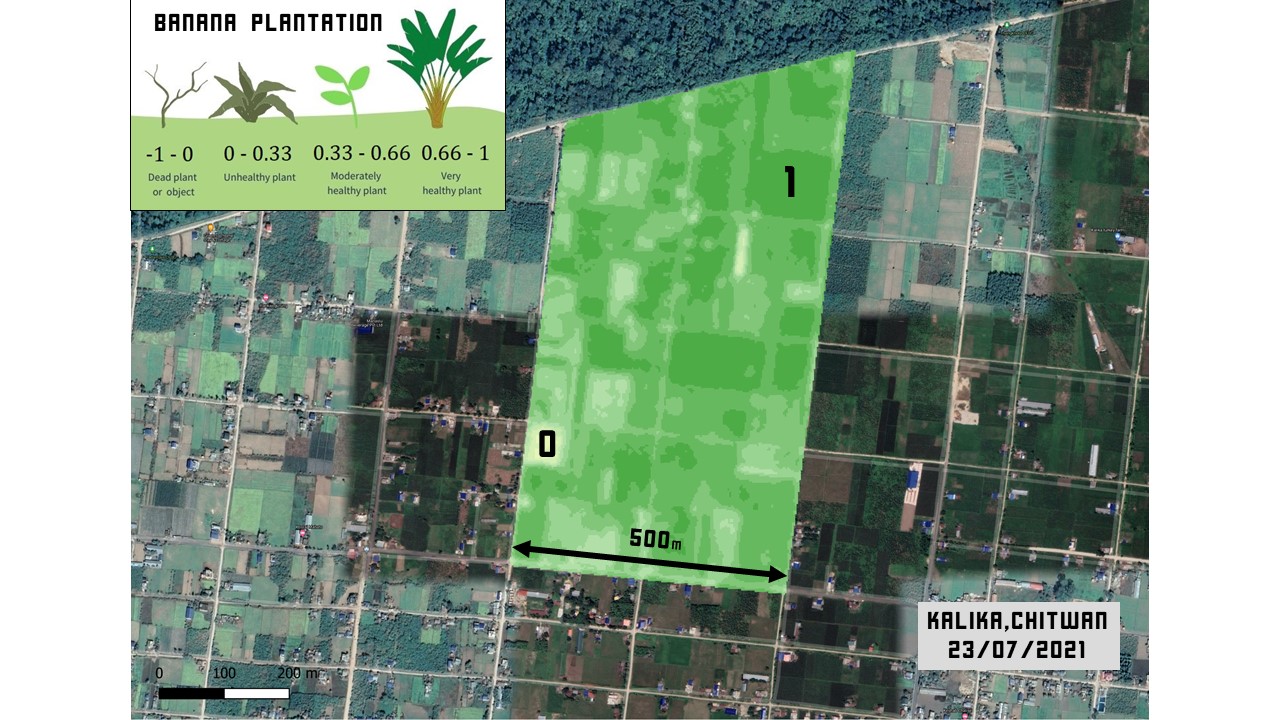 BANANA PLANTATION
-1 - 0
0 - 0.33
0.33 - 0.66
0.66 - 1
Dead plant
or object
Unhealthy plant
Moderately
healthy plant
Very
healthy plant
1
0
500m
KALIKA,CHITWAN
23/07/2021
0 100 200 m